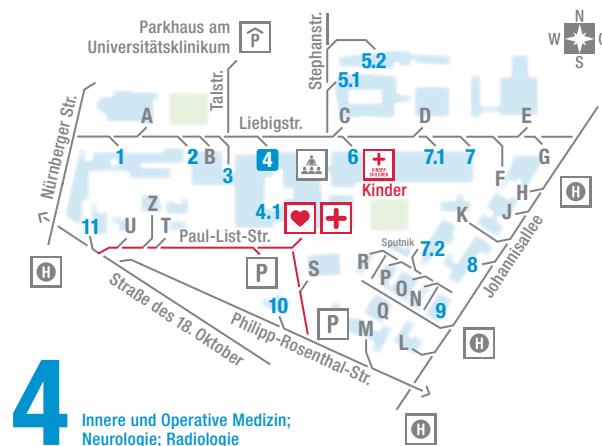 Parkhaus am
Universitätsklinikum
P
N
W
O
S
Stephanstr.
5.2
5.1
Talstr.
Nürnberger Str.
A
Liebigstr.
C
D
E
1
2
B
3
4
6
KINDER
CHILDREN
Kinder
7.1
7
F
G
H
H
J
K
4.1
Z
11
U
T
Paul-List-Str.
Sputnik
7.2
Johannisallee
8
H
P
S
R
P
O
N
9
Q
10
P
M
L
H
Straße des 18. Oktober
Philipp-Rosenthal-Str.
H
4
Innere und Operative Medizin;
Neurologie; Radiologie